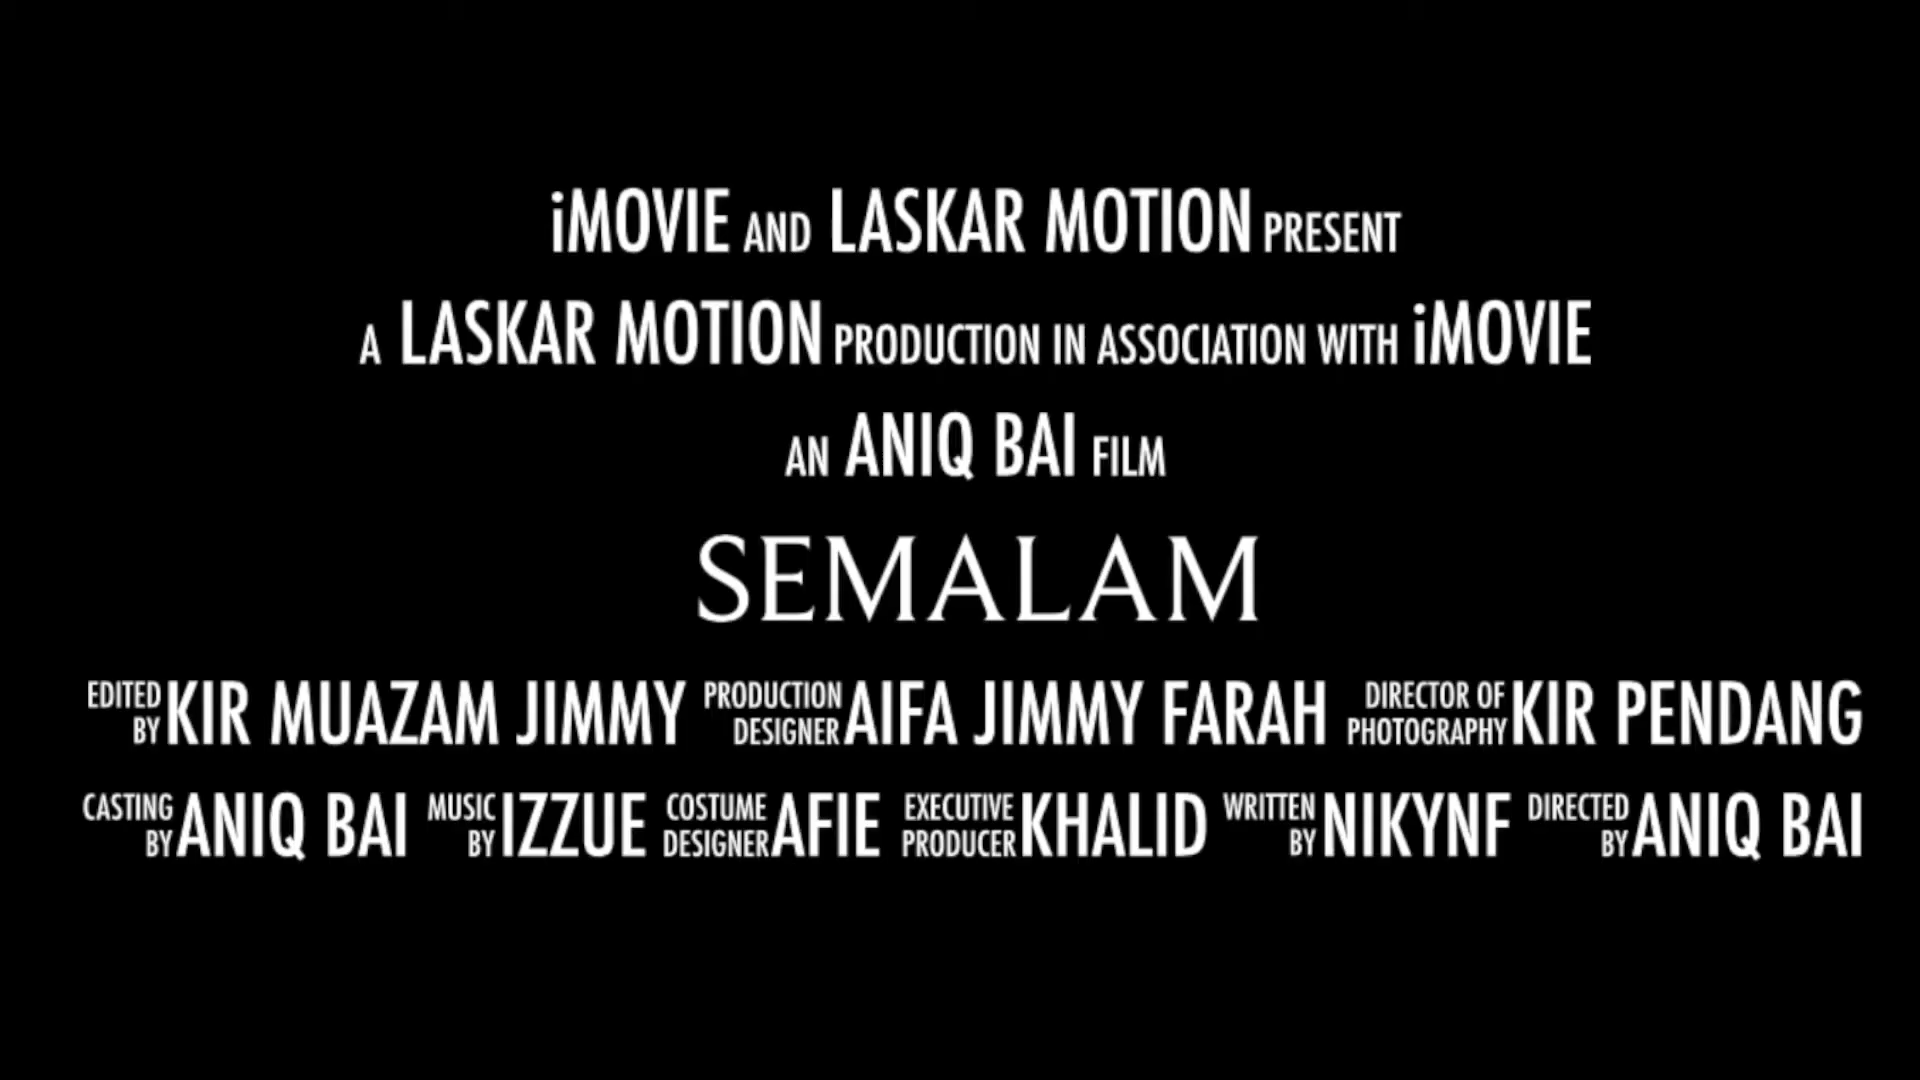 iMOVIE AND LASKAR MOTION PRESENT
A LASKAR MOTION PRODUCTION IN ASSOCIATION WITH iMOVIE
AN ANIQ BAI FILM
SEMALAM
EDITED BY KIR MUAZAM JIMMY PRODUCTION DESIGNER AIFA JIMMY FARAH DIRECTOR OF PHOTOGRAPHY KIR PENDANG
CASTING BY ANIQ BAI MUSIC BY IZZUE COSTUME DESIGNER AFIE EXECUTIVE PRODUCER KHALID WRITTEN BY NIKYNF DIRECTED BY ANIQ BAI